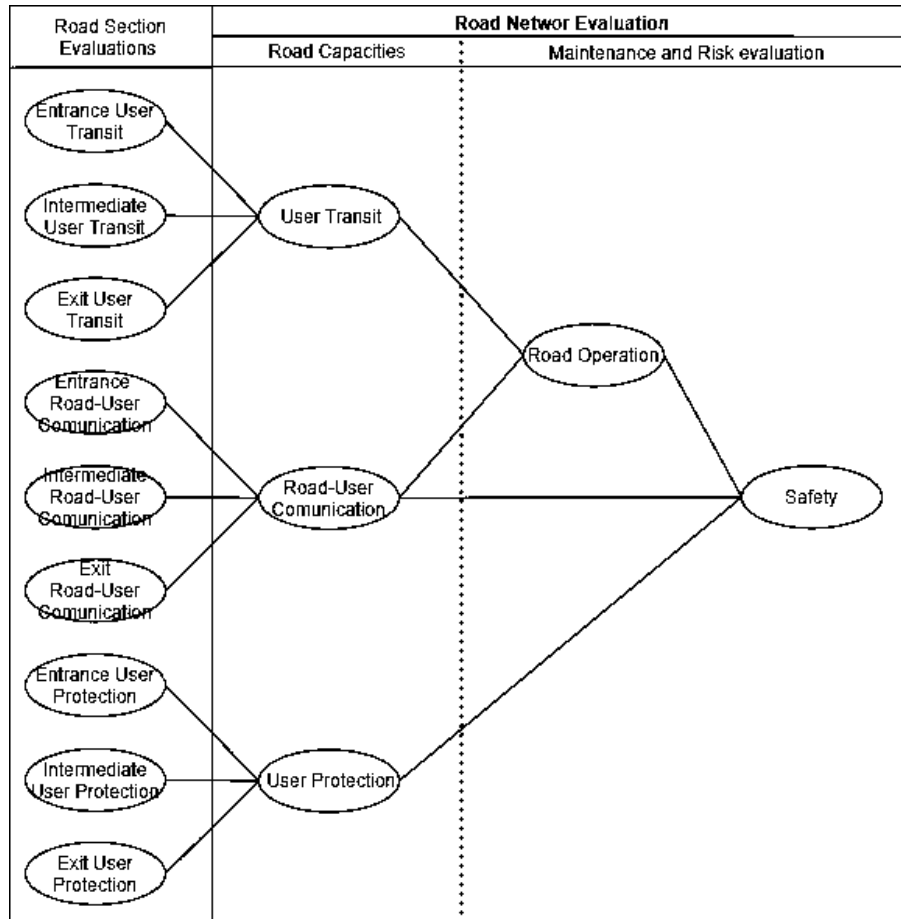 Road Section
Evaluations
Road Networ Evaluation
Road Capacities
Maintenance and Risk evaluation
Entrance User
Transit
Intermediate
User Transit
Exit User
Transit
Entrance
Road-User
Comunication
Intermediate
Road-User
Comunication
Exit
Road-User
Comunication
Entrance User
Protection
Intermediate
User Protection
Exit User
Protection
User Transit
Road-User
Comunication
User Protection
Road Operation
Safety